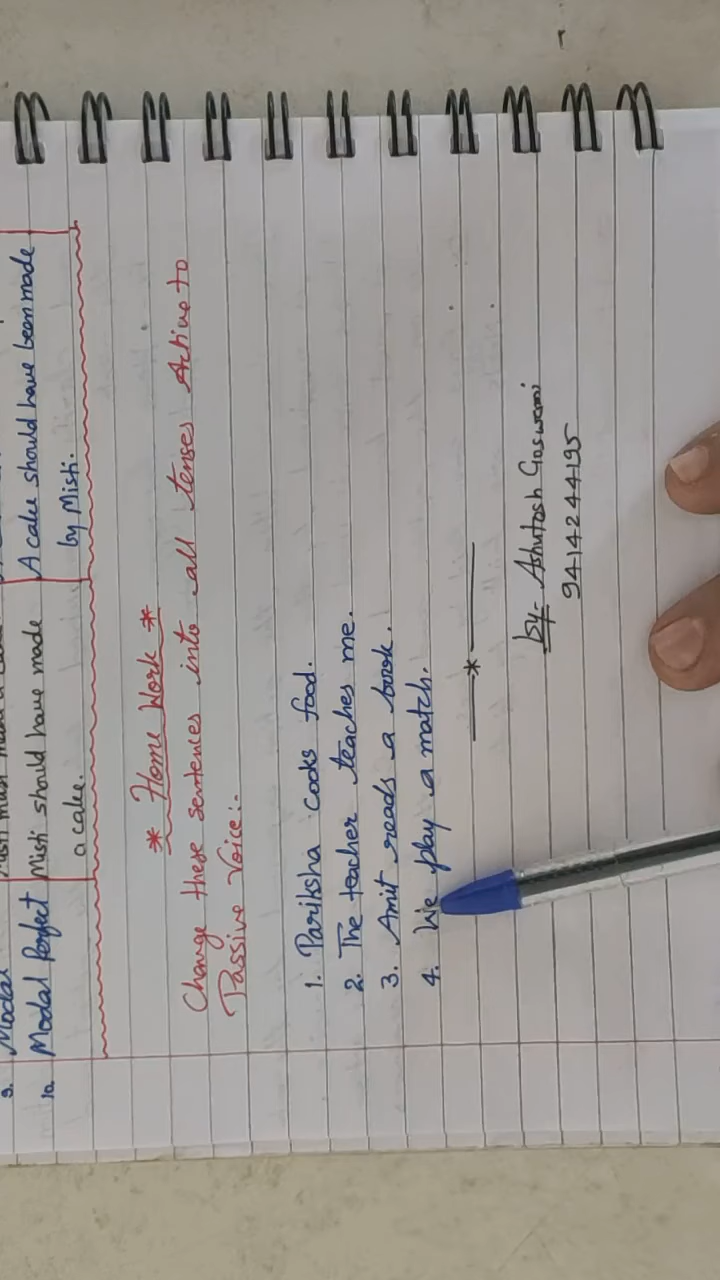 9. Modal
10. Modal Perfect Misti should have made a cake. A cake should have been made by Misti.
* Home Work *
Change these sentences into all tenses Active to
Passive Voice:-
1. Pariksha cooks food.
2. The teacher teaches me.
3. Amit reads a book.
4. We play a match.
*
by- Ashutosh Goswami
9414244195